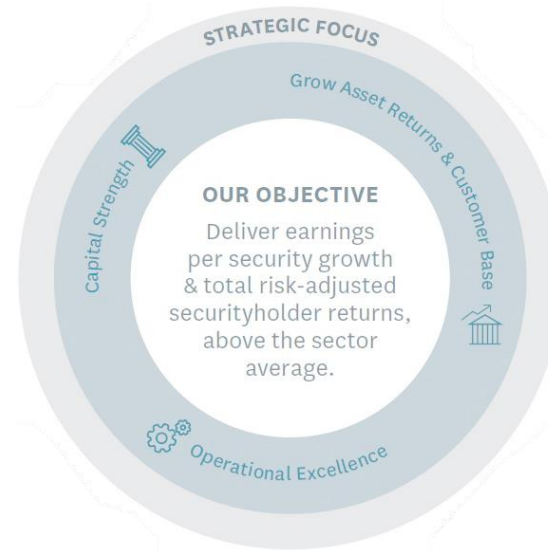 STRATEGIC FOCUS
Grow Asset Returns & Customer Base
Capital Strength
OUR OBJECTIVE
Deliver earnings
per security growth
& total risk-adjusted
securityholder returns,
above the sector
average.
Operational Excellence